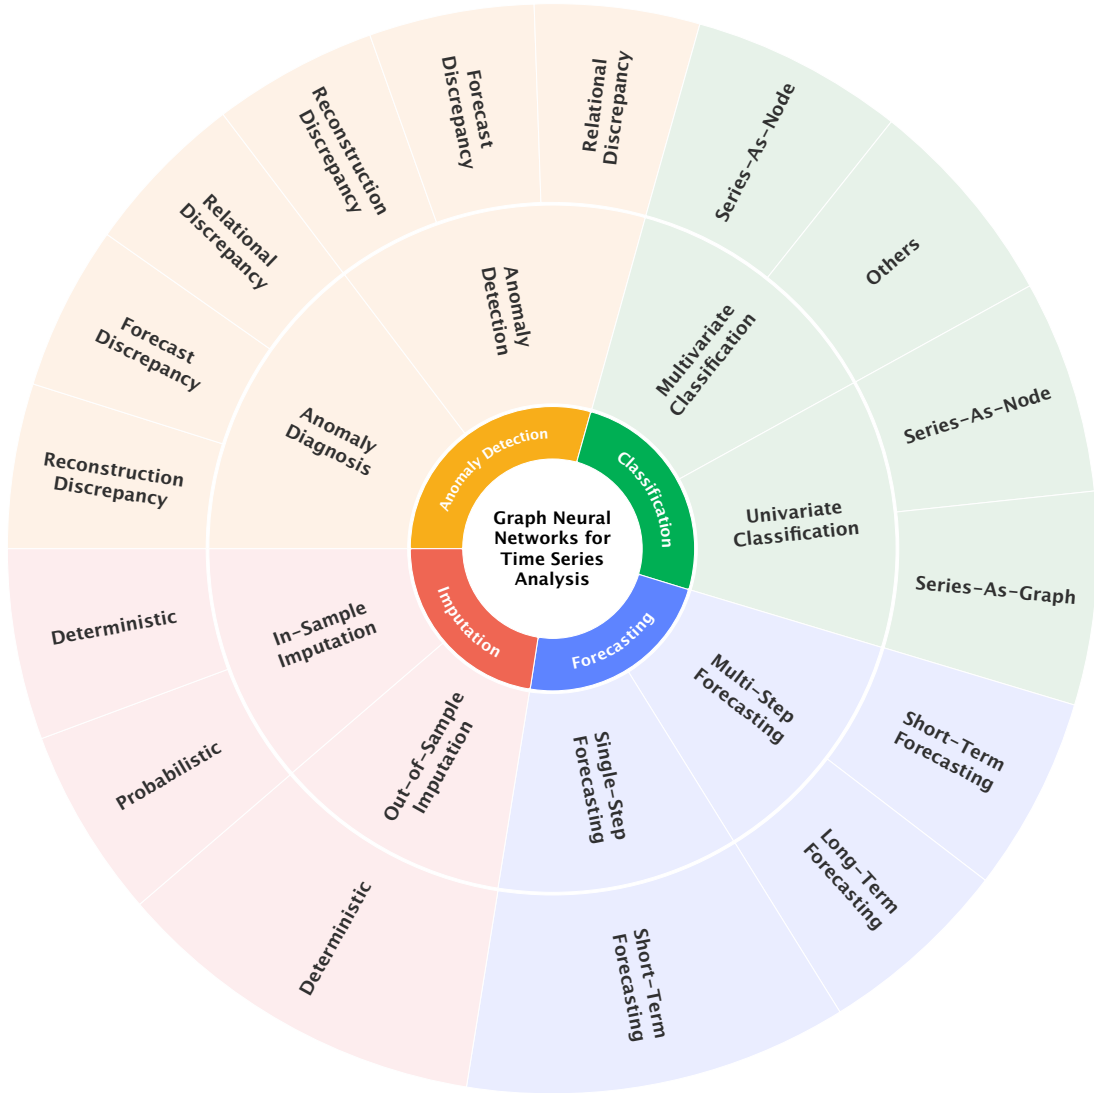 Graph Neural
Networks for
Time Series
Analysis
Anomaly Detection
Classification
Forecasting
Imputation
Anomaly
Detection
Relational
Discrepancy
Forecast
Discrepancy
Reconstruction
Discrepancy
Anomaly
Diagnosis
Relational
Discrepancy
Forecast
Discrepancy
Reconstruction
Discrepancy
Multivariate
Classification
Series-As-Node
Others
Univariate
Classification
Series-As-Node
Series-As-Graph
Multi-Step
Forecasting
Short-Term
Forecasting
Long-Term
Forecasting
Single-Step
Forecasting
Short-Term
Forecasting
Out-of-Sample
Imputation
Deterministic
In-Sample
Imputation
Probabilistic
Deterministic